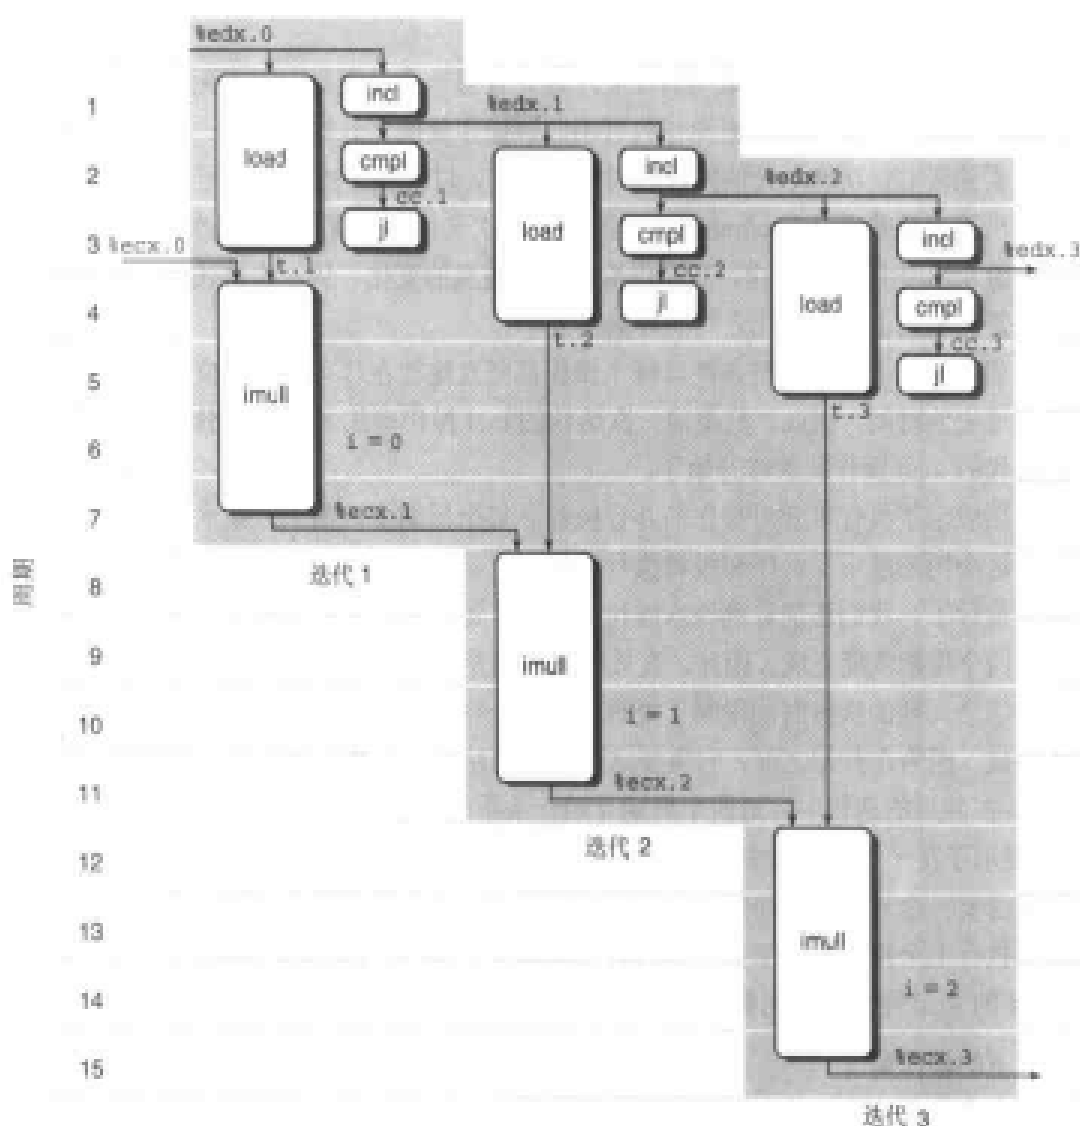 %edx.0
1
incl
%edx.1
load
cmpl
2
incl
%edx.2
cc.1
load
jl
cmpl
incl
3
%ecx.0
t.1
cc.2
%edx.3
load
4
jl
cmpl
t.2
cc.3
5
jl
imull
t.3
6
i = 0
7
%ecx.1
周期
迭代 1
8
9
imull
10
i = 1
11
%ecx.2
迭代 2
12
13
imull
14
i = 2
15
%ecx.3
迭代 3